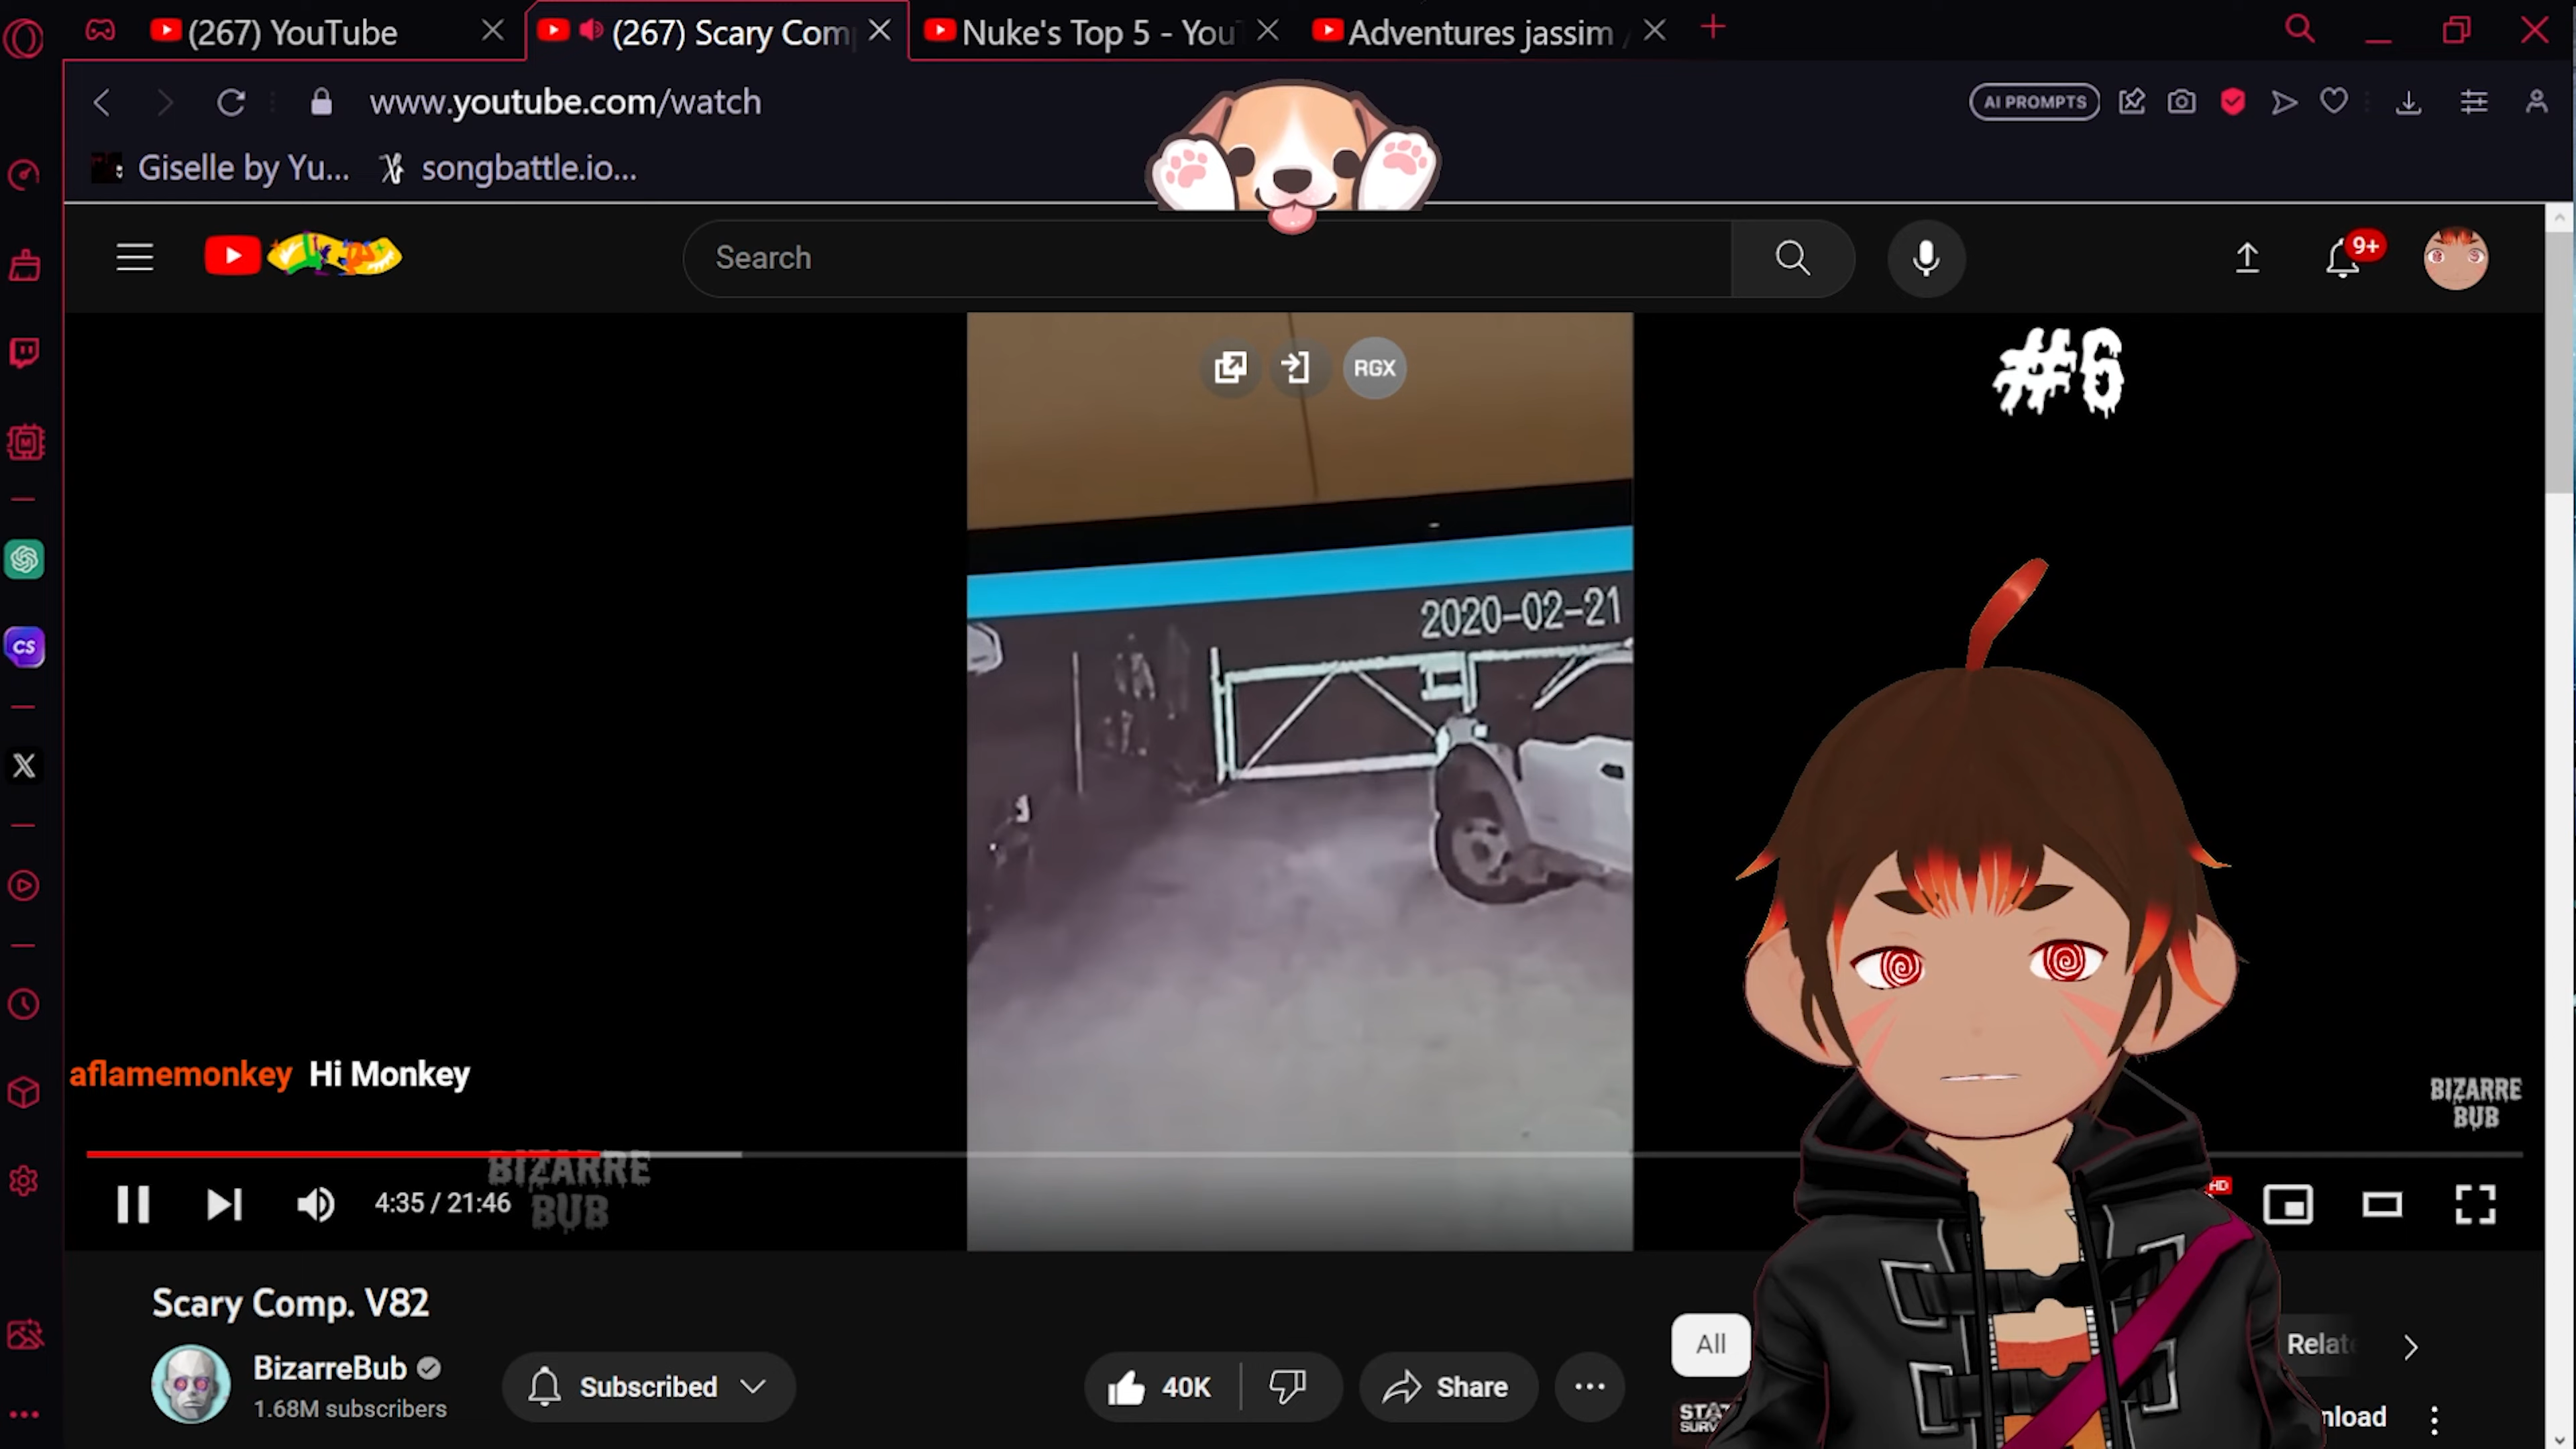 (267) YouTube
(267) Scary Com
Nuke's Top 5 - You
Adventures jassim
www.youtube.com/watch
AI PROMPTS
Giselle by Yu...
songbattle.io...
Search
9+
RGX
#6
2020-02-21
CS
aflamemonkey Hi Monkey
BIZARRE
BUB
BIZARRE
BUB
4:35 / 21:46
HD
Scary Comp. V82
BizarreBub
1.68M subscribers
Subscribed
40K
Share
All
Relat
nload